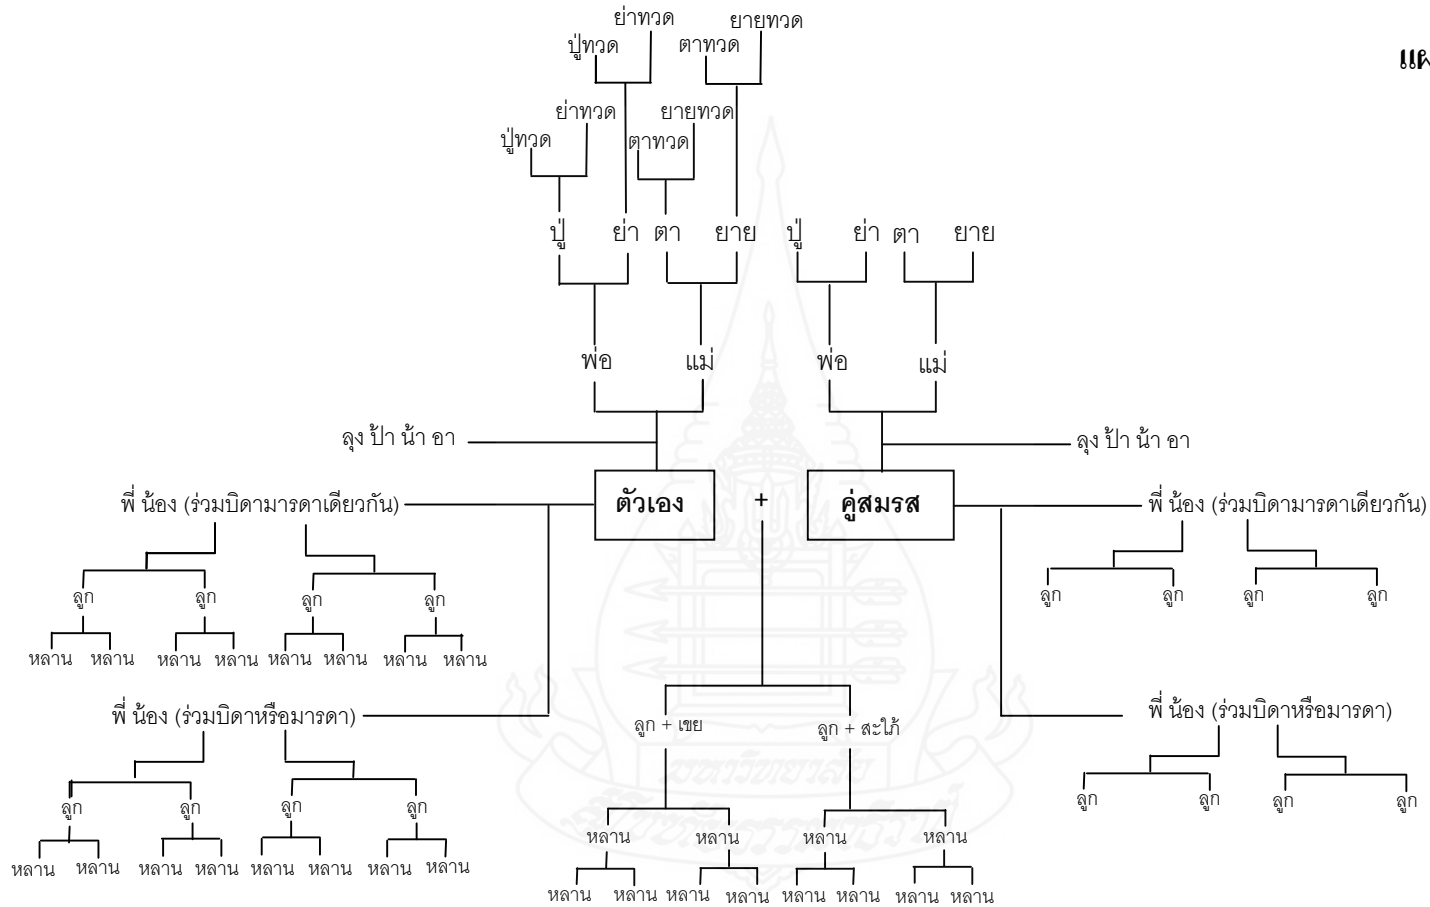 ย่าทวด ยายทวด
ปู่ทวด ตาทวด
ย่าทวด ยายทวด
ปู่ทวด ตาทวด
ปู่ ย่า ตา ยาย ปู่ ย่า ตา ยาย
พ่อ แม่ พ่อ แม่
ลุง ป้า น้า อา ลุง ป้า น้า อา
พี่ น้อง (ร่วมบิดามารดาเดียวกัน) ตัวเอง + คู่สมรส พี่ น้อง (ร่วมบิดามารดาเดียวกัน)
ลูก ลูก ลูก ลูก ลูก ลูก ลูก ลูก
หลาน หลาน หลาน หลาน หลาน หลาน หลาน หลาน
พี่ น้อง (ร่วมบิดาหรือมารดา) พี่ น้อง (ร่วมบิดาหรือมารดา)
ลูก + เขย ลูก + สะใภ้
ลูก ลูก ลูก ลูก ลูก ลูก ลูก ลูก
หลาน หลาน หลาน หลาน
หลาน หลาน หลาน หลาน หลาน หลาน หลาน หลาน
หลาน หลาน หลาน หลาน หลาน หลาน หลาน หลาน